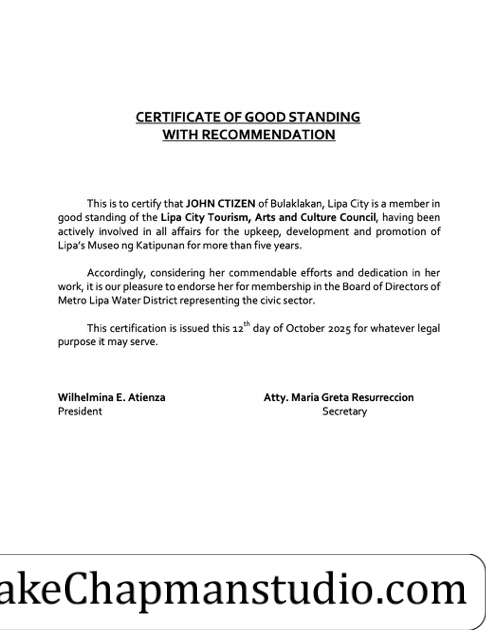 CERTIFICATE OF GOOD STANDING
WITH RECOMMENDATION
This is to certify that JOHN CTIZEN of Bulaklakan, Lipa City is a member in
good standing of the Lipa City Tourism, Arts and Culture Council, having been
actively involved in all affairs for the upkeep, development and promotion of
Lipa's Museo ng Katipunan for more than five years.
Accordingly, considering her commendable efforts and dedication in her
work, it is our pleasure to endorse her for membership in the Board of Directors of
Metro Lipa Water District representing the civic sector.
This certification is issued this 12th day of October 2025 for whatever legal
purpose it may serve.
Wilhelmina E. Atienza Atty. Maria Greta Resurreccion
President Secretary
akeChapmanstudio.com